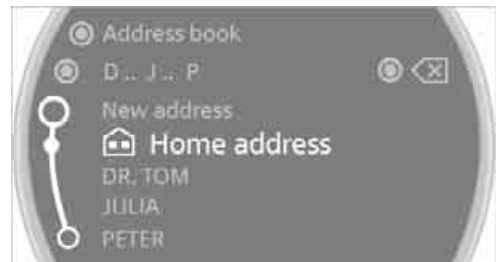 Address book
D... J... P
New address
Home address
DR. TOM
JULIA
PETER